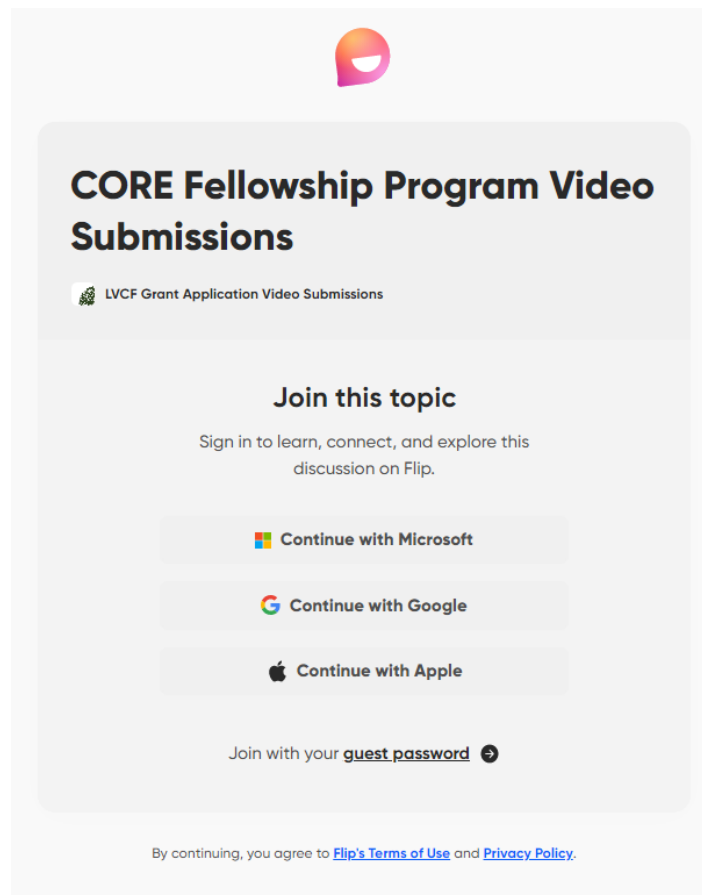 CORE Fellowship Program Video
Submissions
LVCF Grant Application Video Submissions
Join this topic
Sign in to learn, connect, and explore this
discussion on Flip.
Continue with Microsoft
Continue with Google
Continue with Apple
Join with your guest password
By continuing, you agree to Flip's Terms of Use and Privacy Policy.